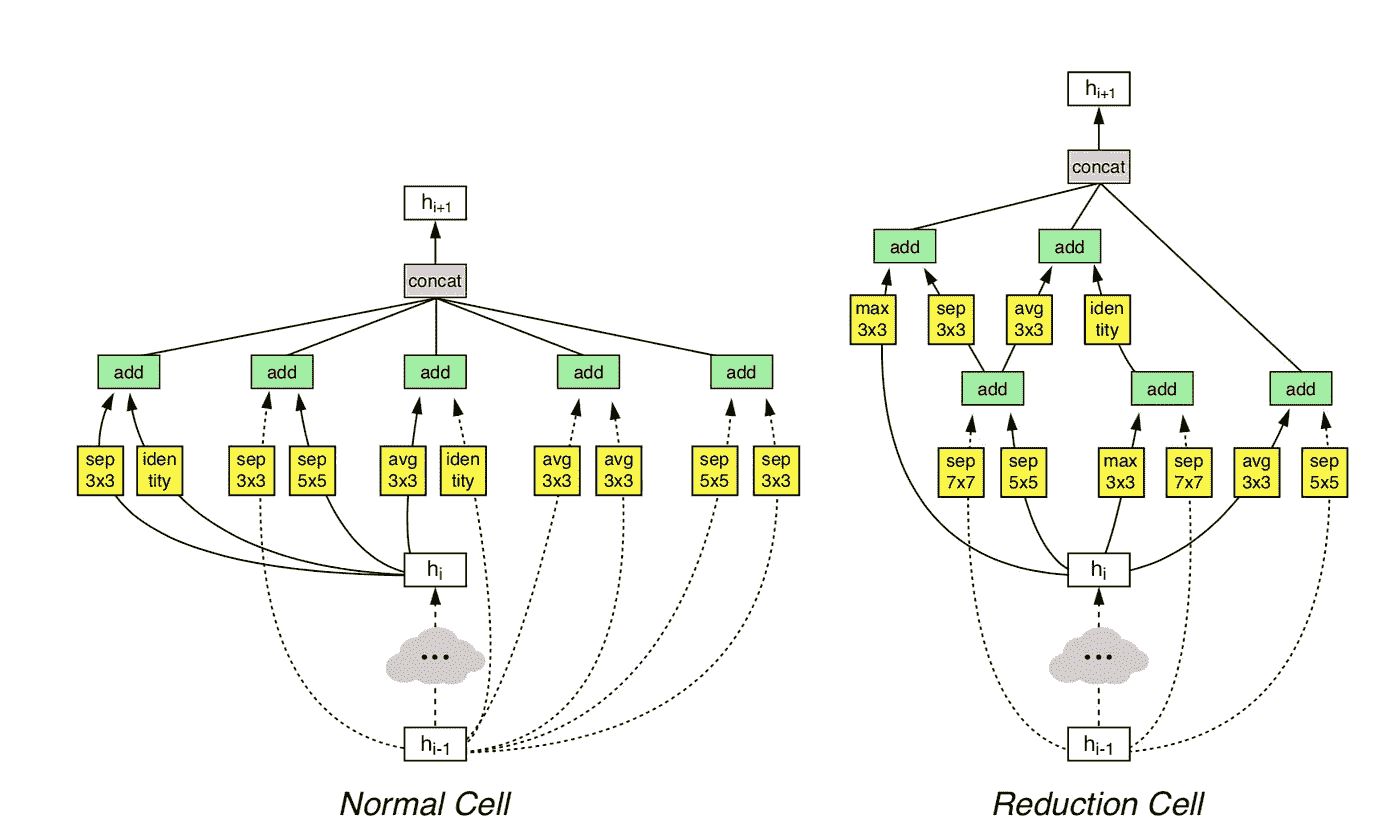 h_{i+1}
concat
add
add
add
add
add
sep
3x3
iden
tity
sep
3x3
sep
5x5
avg
3x3
iden
tity
avg
3x3
avg
3x3
sep
5x5
sep
3x3
h_i
...
h_{i-1}
Normal Cell
h_{i+1}
concat
add
add
max
3x3
sep
3x3
avg
3x3
iden
tity
add
add
add
sep
7x7
sep
5x5
max
3x3
sep
7x7
avg
3x3
sep
5x5
h_i
...
h_{i-1}
Reduction Cell